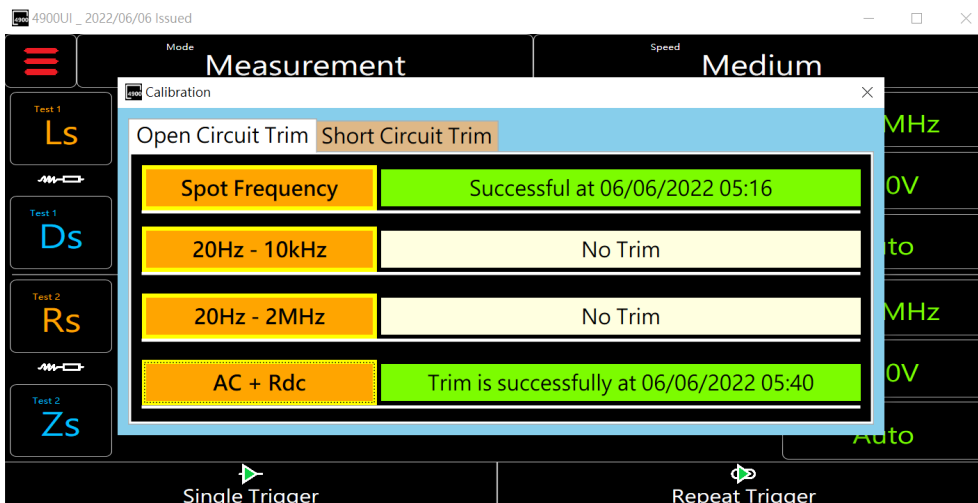 4900
4900UI _ 2022/06/06 Issued
Mode
Measurement
Speed
Medium
4900
Calibration
Open Circuit Trim
Short Circuit Trim
Spot Frequency
Successful at 06/06/2022 05:16
20Hz - 10kHz
No Trim
20Hz - 2MHz
No Trim
AC + Rdc
Trim is successfully at 06/06/2022 05:40
Test 1
Ls
Test 1
Ds
Test 2
Rs
Test 2
Zs
MHz
0V
to
MHz
0V
Auto
Single Trigger
Repeat Trigger